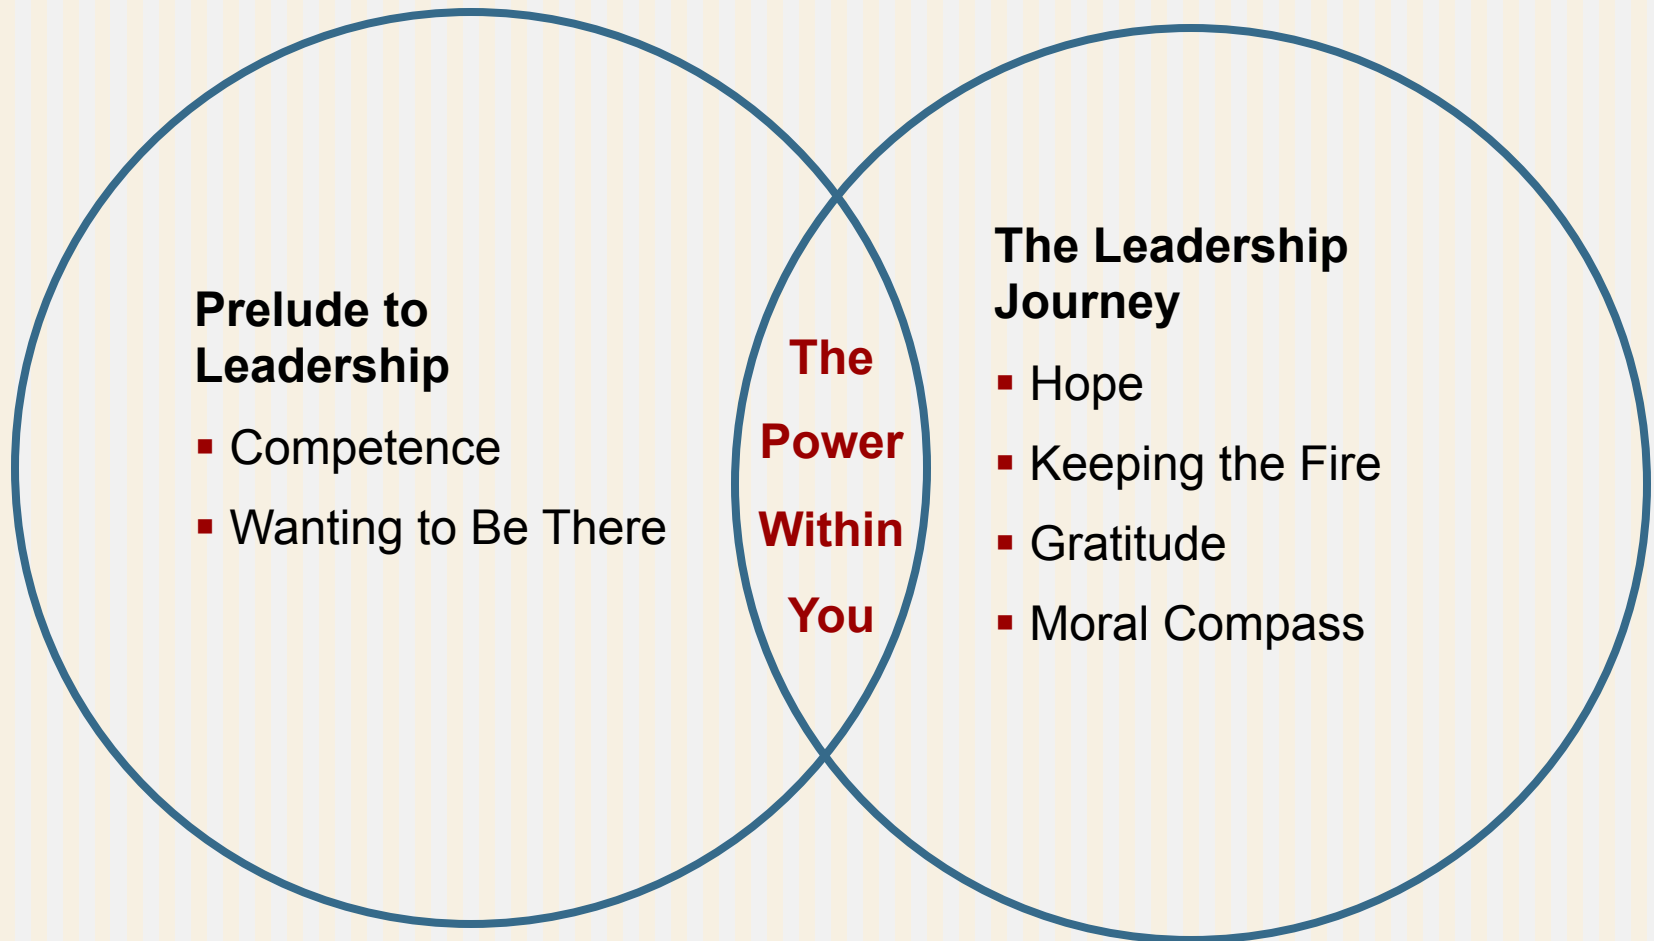 Prelude to
Leadership
▪ Competence
▪ Wanting to Be There
The
Power
Within
You
The Leadership
Journey
▪ Hope
▪ Keeping the Fire
▪ Gratitude
▪ Moral Compass